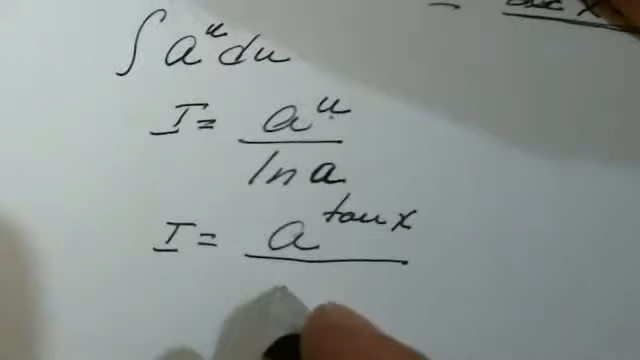 ∫ a^u du
I = a^u / ln a
I = a^tan x